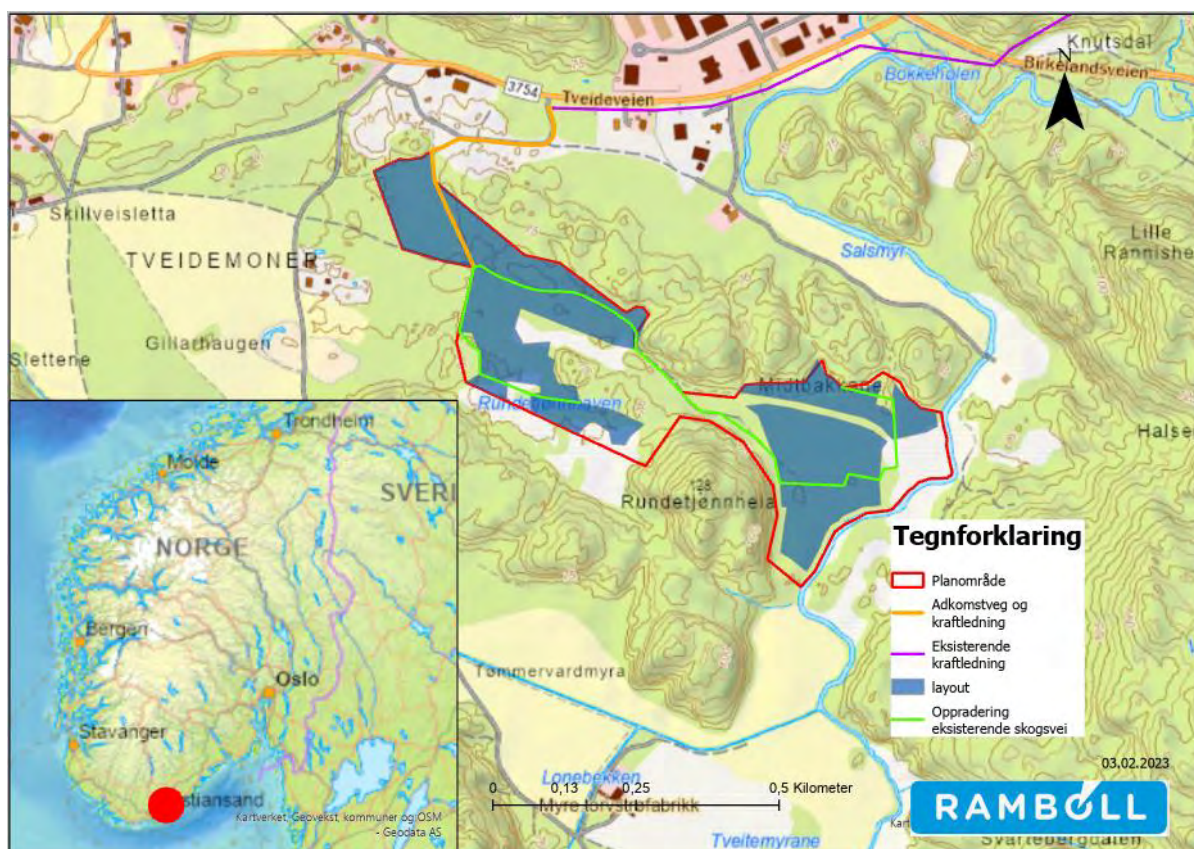 Knutsdal
N
Bokkeholen
Birkelandsveien
3754
Tveideveien
Skillveisletta
Salsmyr
Lille
TVEIDEMONER
Gillarhaugen
Slettene
Midtbakkene
Halse
Trondheim
Molde
SVERI
NORGE
Bergen
Oslo
Stavanger
stiansand
Kartverket, Geovekst, kommuner og OSM
- Geodata AS
128
Rundetjennheia
Tømmervardmyra
Lonebekken
Myre torvstrøfabrikk
Tveitemyrane
Tegnforklaring
Planområde
Adkomstveg og
kraftledning
Eksisterende
kraftledning
layout
Oppradering
eksisterende skogsvei
0 0,13 0,25 0,5 Kilometer
03.02.2023
RAMBOLL
Kart
Svartebergdalen